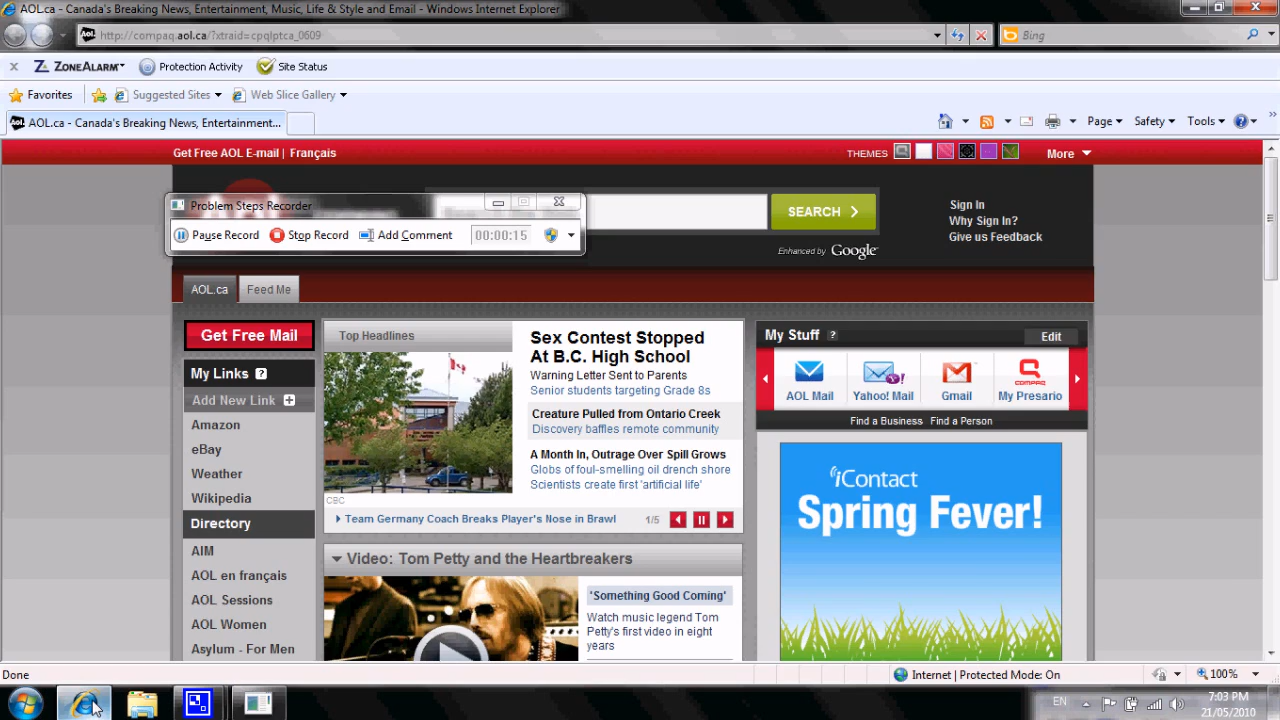 AOL.ca - Canada's Breaking News, Entertainment, Music, Life & Style and Email - Windows Internet Explorer
http://compaq.aol.ca/?xtraid=cpqlptca_0609
Bing
ZONEALARM Protection Activity Site Status
Favorites Suggested Sites Web Slice Gallery
AOL.ca - Canada's Breaking News, Entertainment...
Page Safety Tools
Get Free AOL E-mail | Français
THEMES
More
Problem Steps Recorder
Pause Record Stop Record Add Comment 00:00:15
SEARCH
Enhanced by Google
Sign In
Why Sign In?
Give us Feedback
AOL.ca Feed Me
Get Free Mail
My Links ?
Add New Link
Amazon
eBay
Weather
Wikipedia
Directory
AIM
AOL en français
AOL Sessions
AOL Women
Asylum - For Men
Top Headlines
CBC
Sex Contest Stopped
At B.C. High School
Warning Letter Sent to Parents
Senior students targeting Grade 8s
Creature Pulled from Ontario Creek
Discovery baffles remote community
A Month In, Outrage Over Spill Grows
Globs of foul-smelling oil drench shore
Scientists create first 'artificial life'
Team Germany Coach Breaks Player's Nose in Brawl 1/5
Video: Tom Petty and the Heartbreakers
'Something Good Coming'
Watch music legend Tom
Petty's first video in eight
years
My Stuff ? Edit
AOL Mail Yahoo! Mail Gmail My Presario
COMPAQ
Find a Business Find a Person
iContact
Spring Fever!
Done
Internet | Protected Mode: On
100%
EN
7:03 PM
21/05/2010